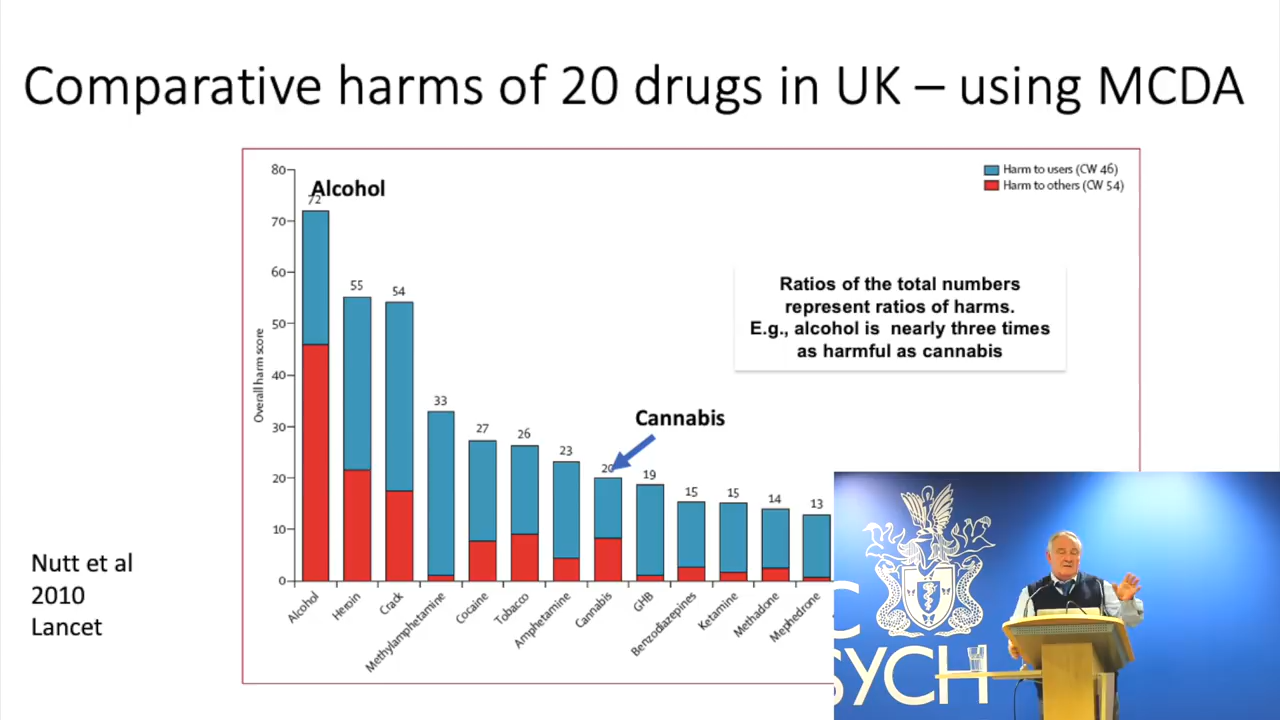 Comparative harms of 20 drugs in UK – using MCDA
80
70
60
50
40
30
20
10
0
Overall harm score
Alcohol
72
55
54
33
27
26
23
20
19
15
15
14
13
Harm to users (CW 46)
Harm to others (CW 54)
Ratios of the total numbers
represent ratios of harms.
E.g., alcohol is nearly three times
as harmful as cannabis
Cannabis
Alcohol
Heroin
Crack
Methylamphetamine
Cocaine
Tobacco
Amphetamine
Cannabis
GHB
Benzodiazepines
Ketamine
Methadone
Mephedrone
Nutt et al
2010
Lancet
C
SYCH